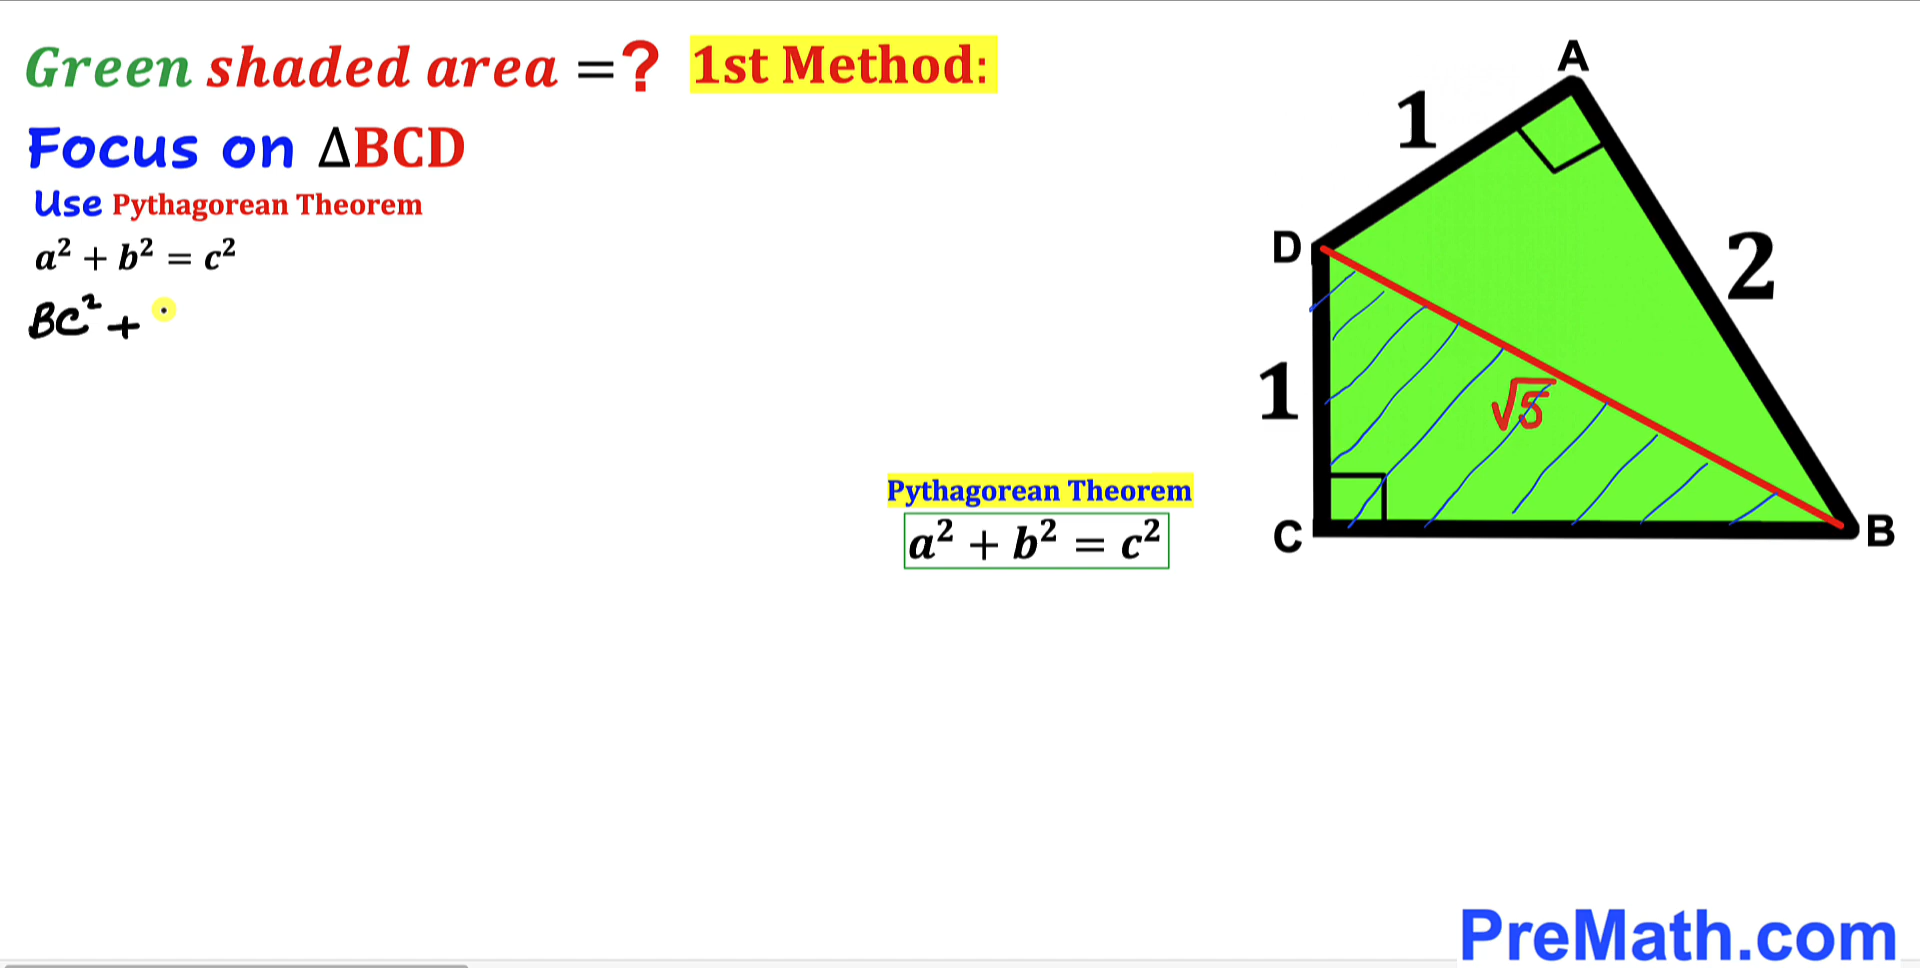 Green shaded area =? 1st Method:
Focus on ΔBCD
Use Pythagorean Theorem
a² + b² = c²
BC² +
Pythagorean Theorem
a² + b² = c²
A
1
D
2
1
√5
C
B
PreMath.com